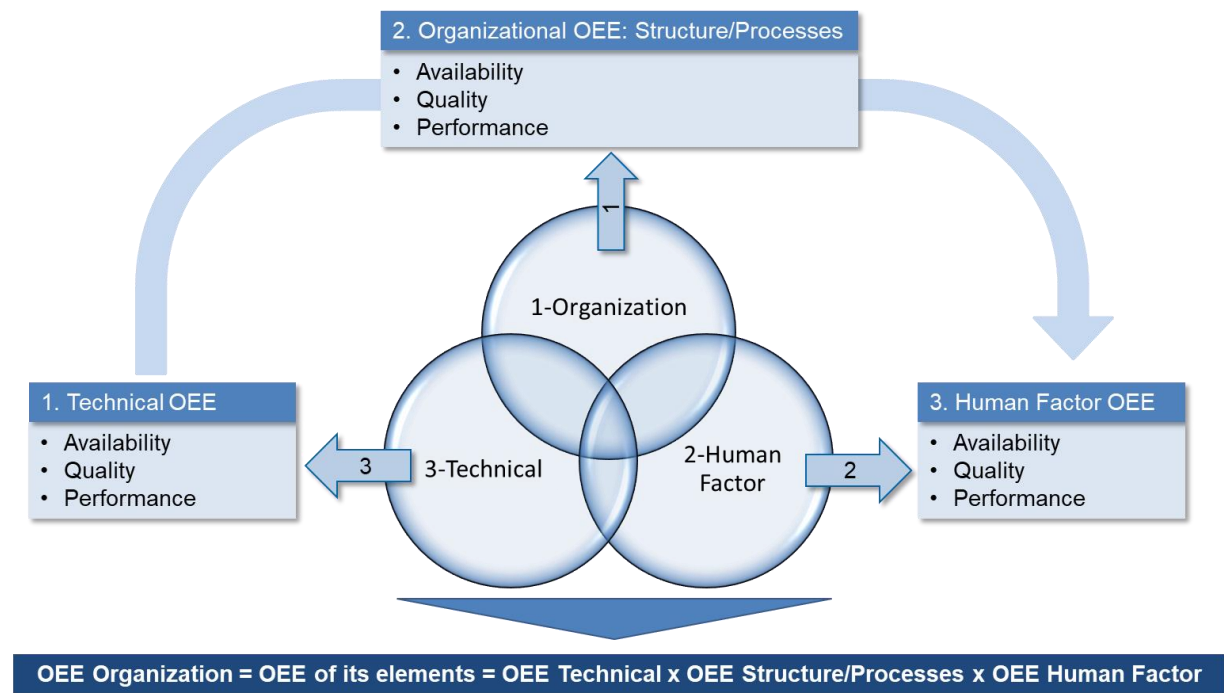 2. Organizational OEE: Structure/Processes
• Availability
• Quality
• Performance
1
1-Organization
1. Technical OEE
• Availability
• Quality
• Performance
3
3-Technical
2-Human
Factor
2
3. Human Factor OEE
• Availability
• Quality
• Performance
OEE Organization = OEE of its elements = OEE Technical x OEE Structure/Processes x OEE Human Factor